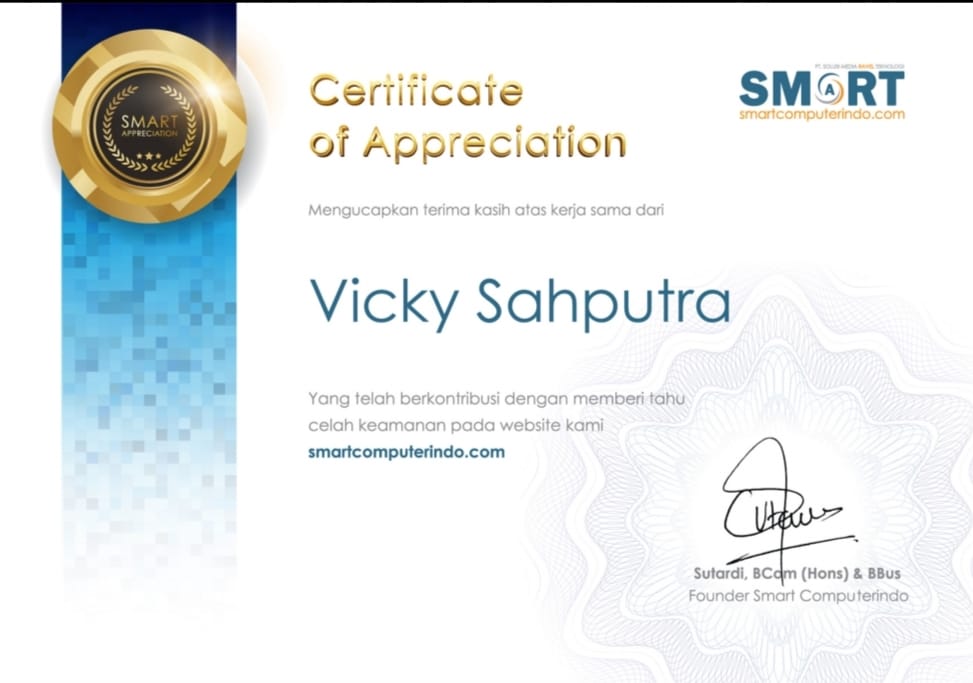 SMART
APPRECIATION
Certificate
of Appreciation
PT. SOLUSI MEDIA RAVEL TEKNOLOGI
SMART
smartcomputerindo.com
Mengucapkan terima kasih atas kerja sama dari
Vicky Sahputra
Yang telah berkontribusi dengan memberi tahu
celah keamanan pada website kami
smartcomputerindo.com
Sutardi, BCom (Hons) & BBus
Founder Smart Computerindo